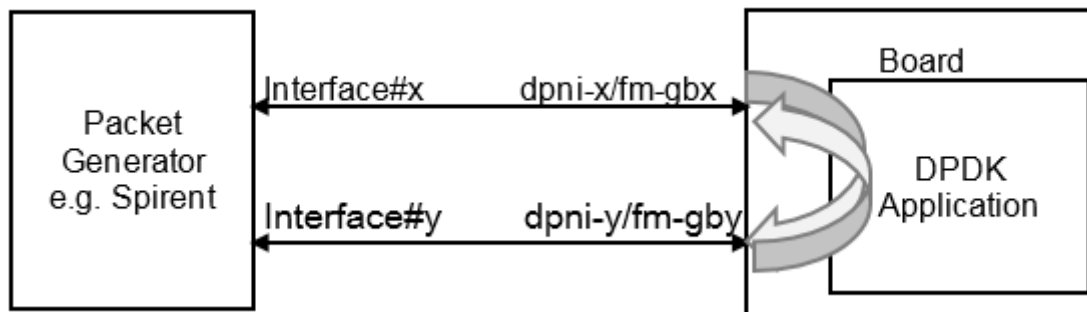 Packet
Generator
e.g. Spirent
Interface#x
dpni-x/fm-gbx
Interface#y
dpni-y/fm-gby
Board
DPDK
Application